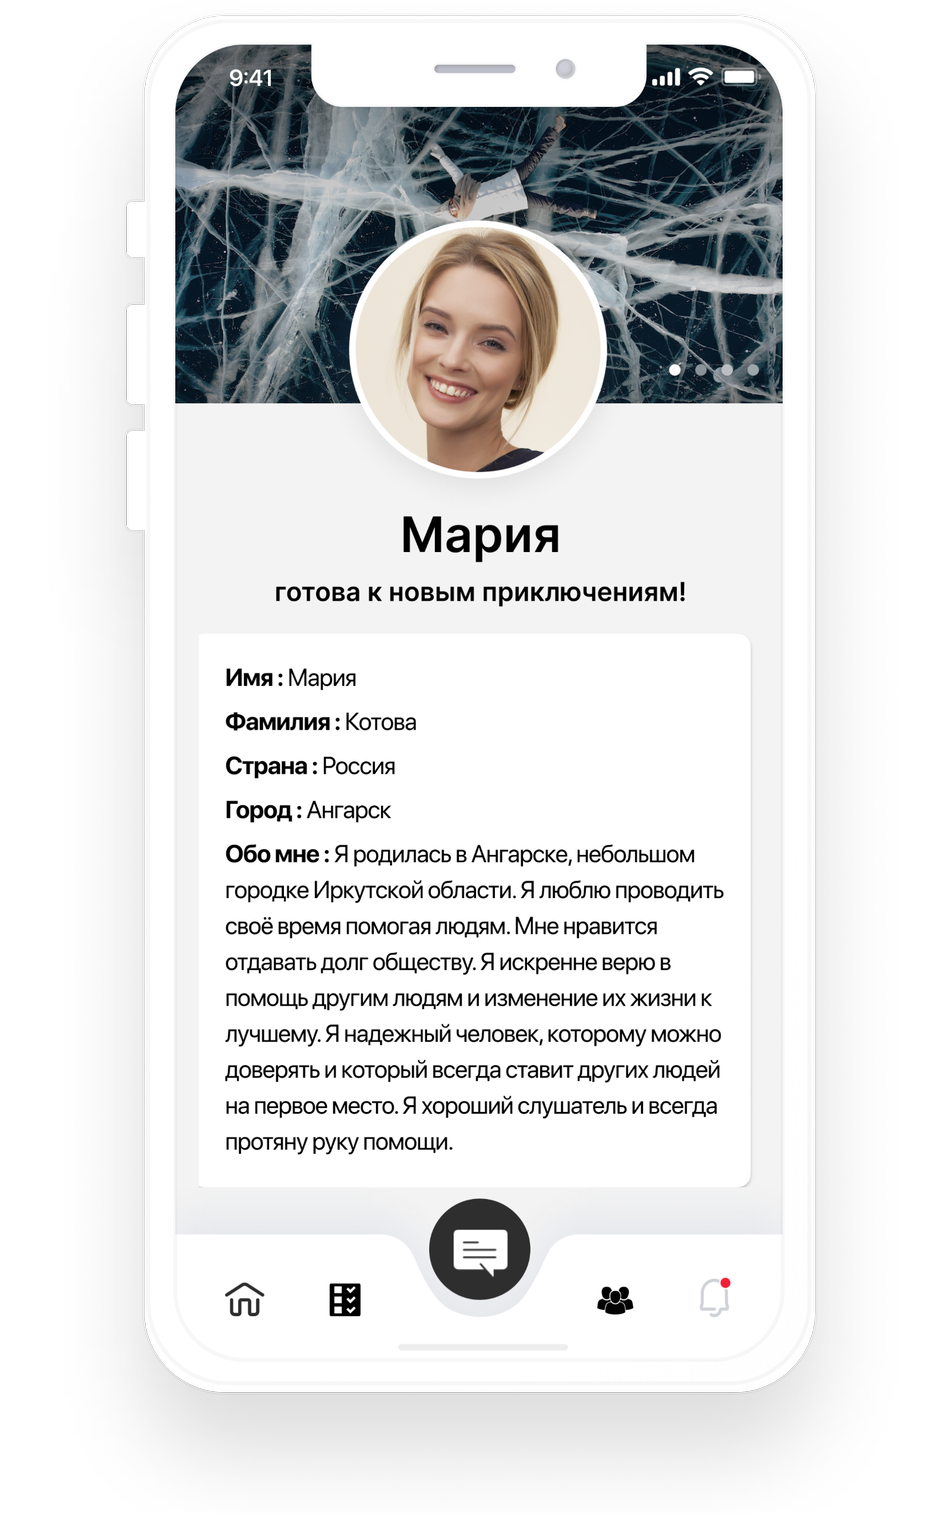 9:41
Мария
готова к новым приключениям!
Имя : Мария
Фамилия : Котова
Страна : Россия
Город : Ангарск
Обо мне : Я родилась в Ангарске, небольшом
городке Иркутской области. Я люблю проводить
своё время помогая людям. Мне нравится
отдавать долг обществу. Я искренне верю в
помощь другим людям и изменение их жизни к
лучшему. Я надежный человек, которому можно
доверять и который всегда ставит других людей
на первое место. Я хороший слушатель и всегда
протяну руку помощи.